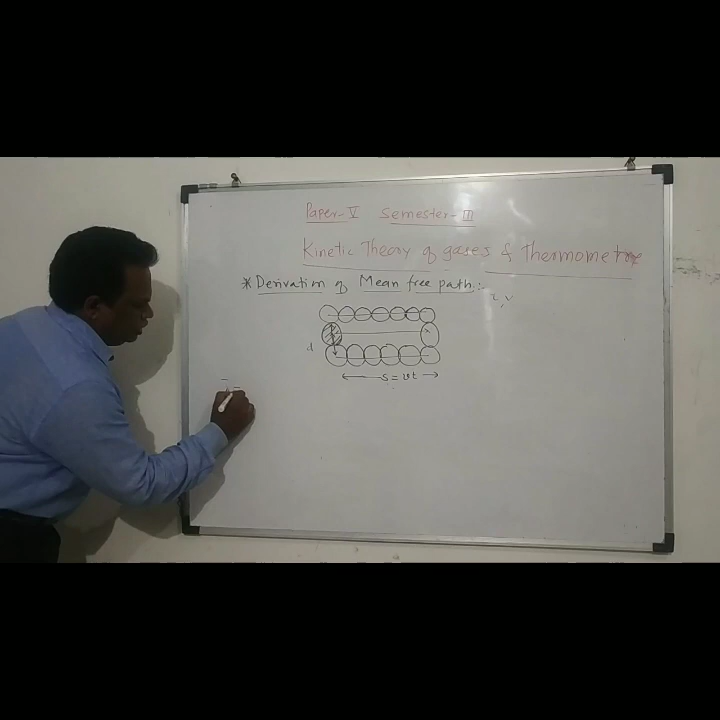 Paper-V Semester-III
Kinetic Theory of gases & Thermometry
* Derivation of Mean free path:-
d
S = vt